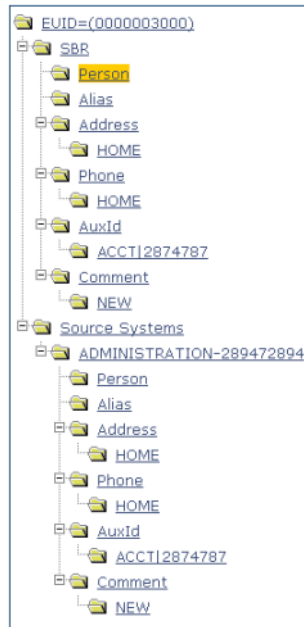 EUID=(0000003000)
SBR
Person
Alias
Address
HOME
Phone
HOME
AuxId
ACCT|2874787
Comment
NEW
Source Systems
ADMINISTRATION-289472894
Person
Alias
Address
HOME
Phone
HOME
AuxId
ACCT|2874787
Comment
NEW